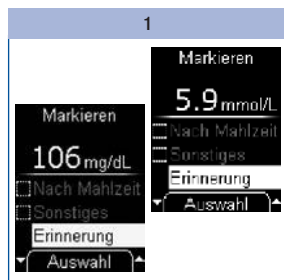 1
Markieren
106 mg/dL
Nach Mahlzeit
Sonstiges
Erinnerung
Auswahl
Markieren
5.9 mmol/L
Nach Mahlzeit
Sonstiges
Erinnerung
Auswahl